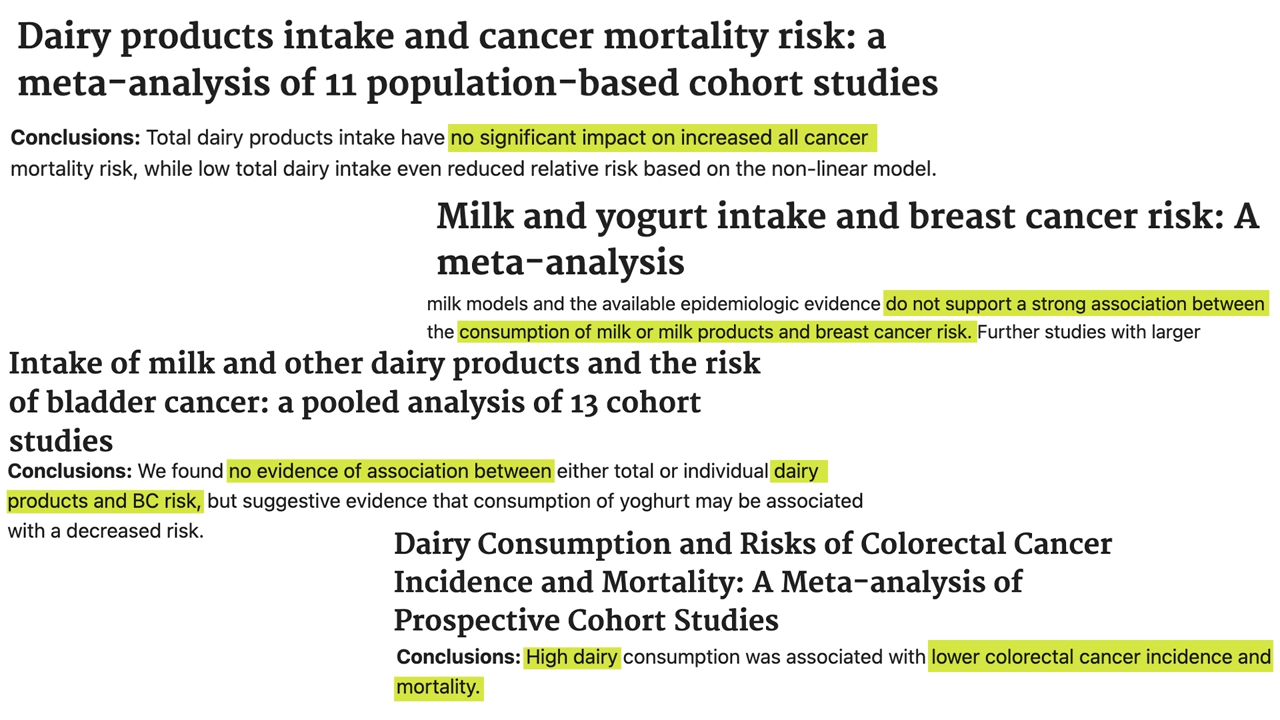 Dairy products intake and cancer mortality risk: a
meta-analysis of 11 population-based cohort studies
Conclusions: Total dairy products intake have no significant impact on increased all cancer
mortality risk, while low total dairy intake even reduced relative risk based on the non-linear model.
Milk and yogurt intake and breast cancer risk: A
meta-analysis
milk models and the available epidemiologic evidence do not support a strong association between
the consumption of milk or milk products and breast cancer risk. Further studies with larger
Intake of milk and other dairy products and the risk
of bladder cancer: a pooled analysis of 13 cohort
studies
Conclusions: We found no evidence of association between either total or individual dairy
products and BC risk, but suggestive evidence that consumption of yoghurt may be associated
with a decreased risk.
Dairy Consumption and Risks of Colorectal Cancer
Incidence and Mortality: A Meta-analysis of
Prospective Cohort Studies
Conclusions: High dairy consumption was associated with lower colorectal cancer incidence and
mortality.